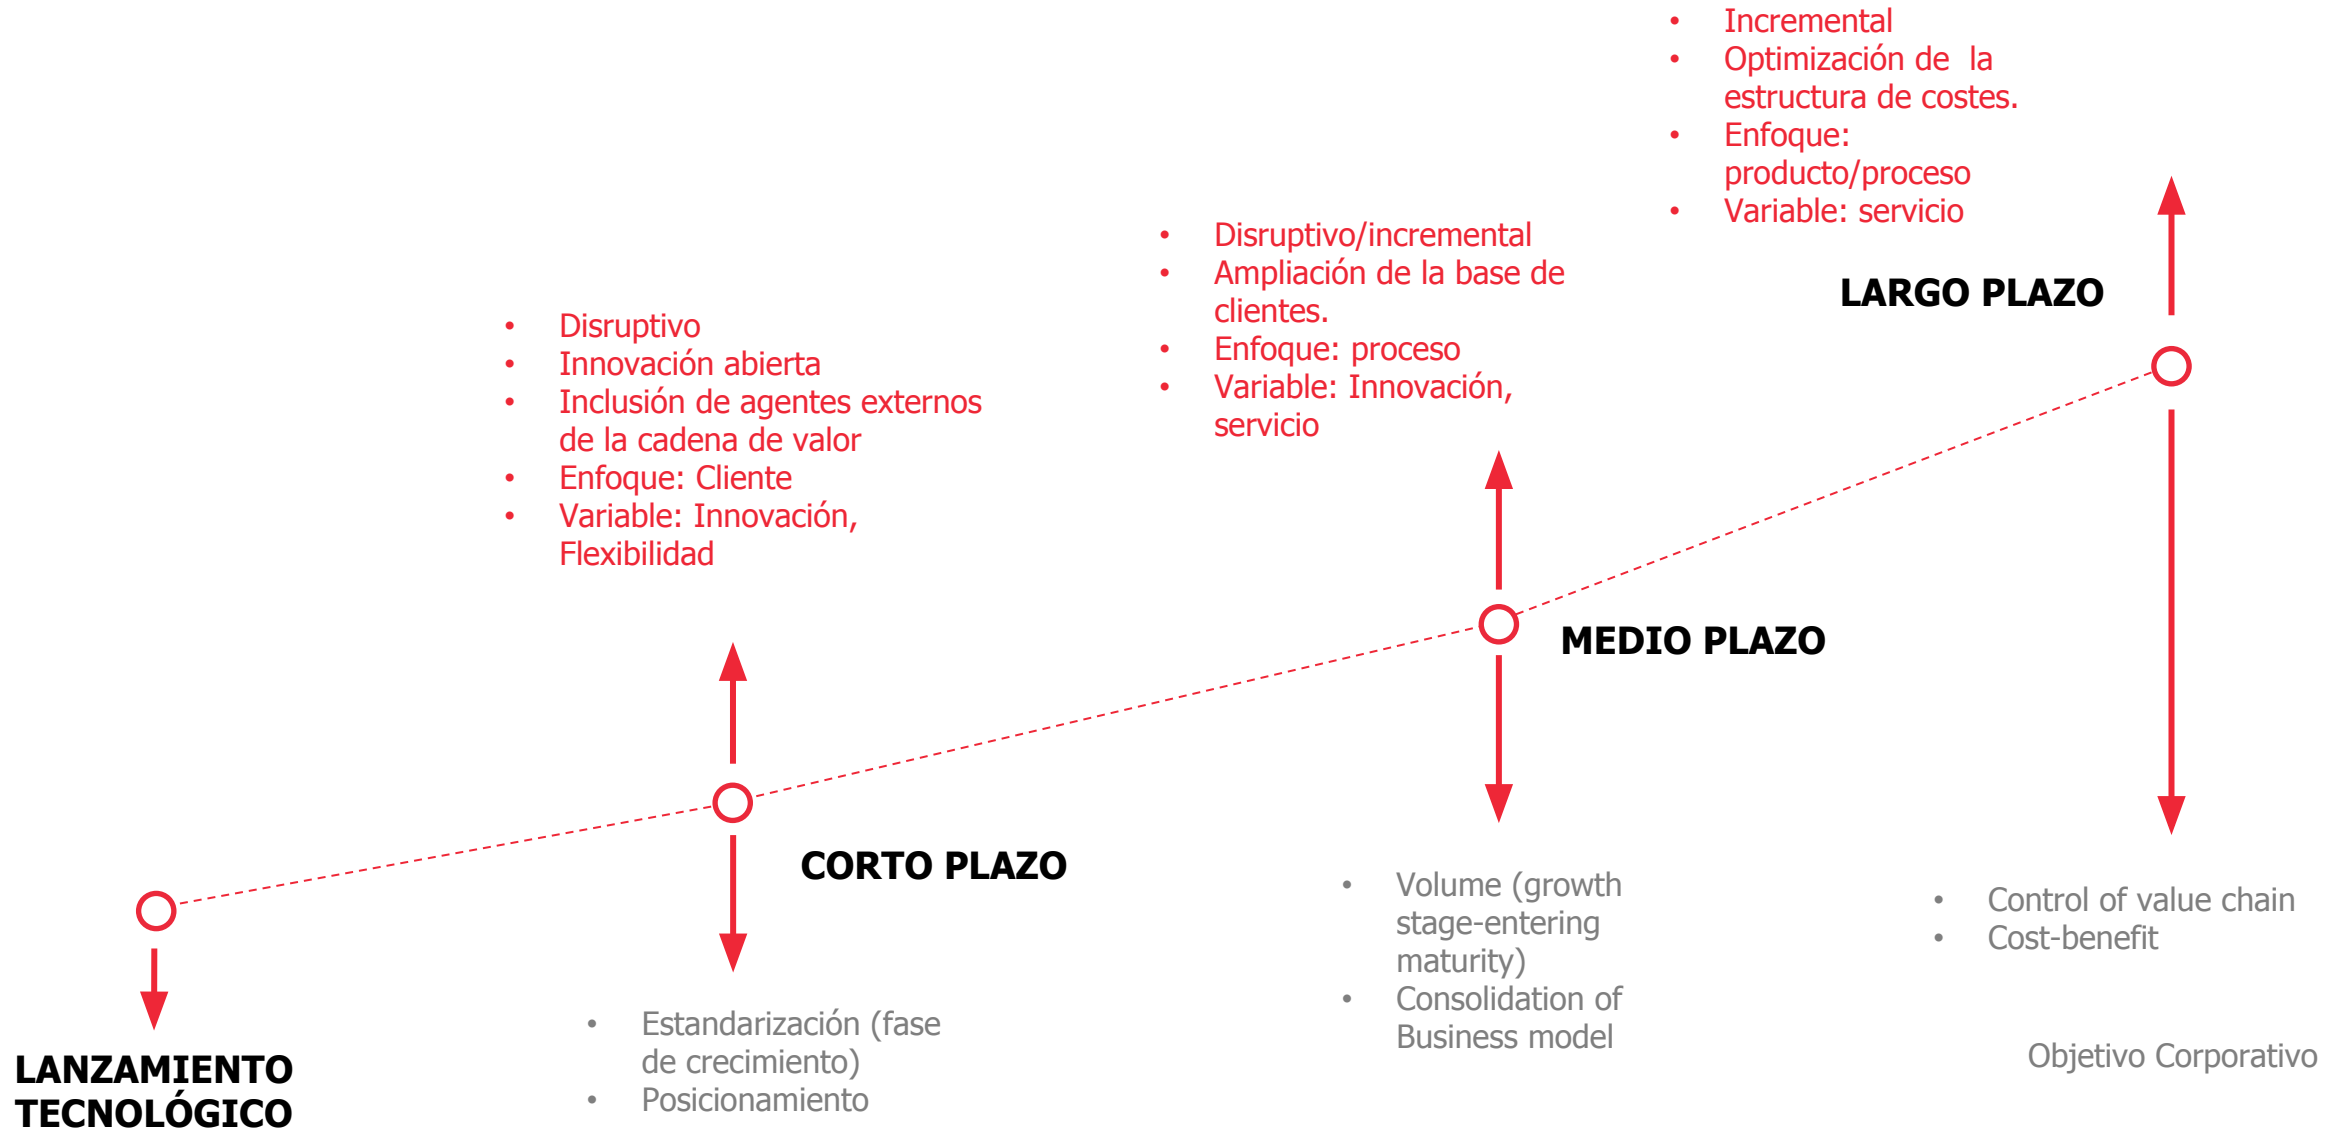 • Incremental
• Optimización de la
estructura de costes.
• Enfoque:
producto/proceso
• Variable: servicio
LARGO PLAZO
• Disruptivo/incremental
• Ampliación de la base de
clientes.
• Enfoque: proceso
• Variable: Innovación,
servicio
MEDIO PLAZO
• Disruptivo
• Innovación abierta
• Inclusión de agentes externos
de la cadena de valor
• Enfoque: Cliente
• Variable: Innovación,
Flexibilidad
CORTO PLAZO
LANZAMIENTO
TECNOLÓGICO
• Estandarización (fase
de crecimiento)
• Posicionamiento
• Volume (growth
stage-entering
maturity)
• Consolidation of
Business model
• Control of value chain
• Cost-benefit
Objetivo Corporativo